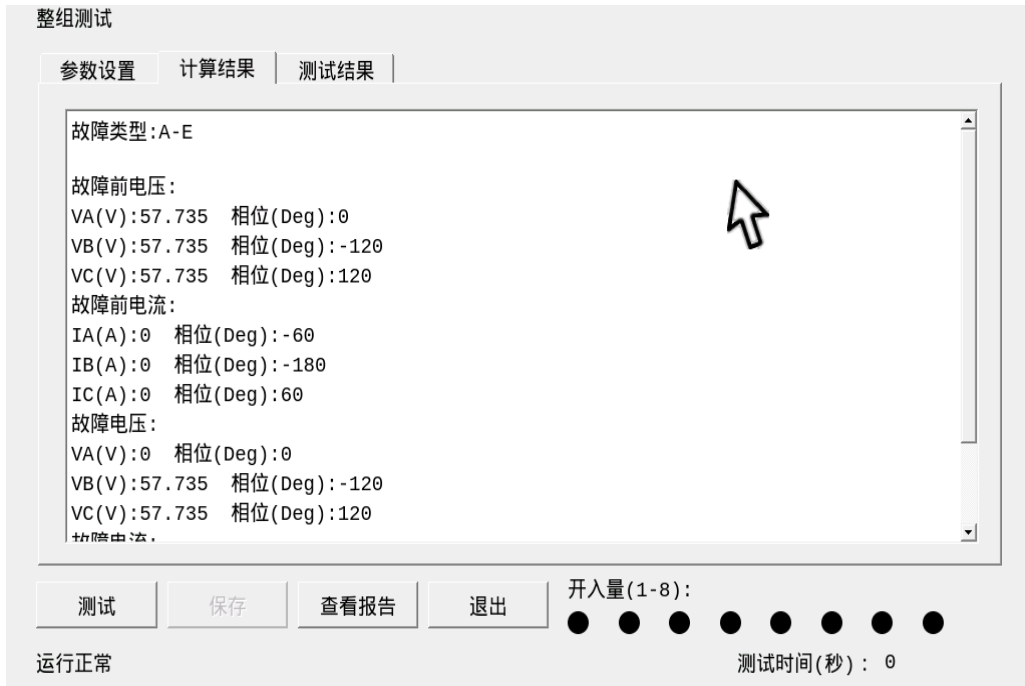 整组测试
参数设置 计算结果 测试结果
故障类型:A-E
故障前电压:
VA(V):57.735 相位(Deg):0
VB(V):57.735 相位(Deg):-120
VC(V):57.735 相位(Deg):120
故障前电流:
IA(A):0 相位(Deg):-60
IB(A):0 相位(Deg):-180
IC(A):0 相位(Deg):60
故障电压:
VA(V):0 相位(Deg):0
VB(V):57.735 相位(Deg):-120
VC(V):57.735 相位(Deg):120
故障电流:
测试 保存 查看报告 退出 开入量(1-8):
运行正常 测试时间(秒): 0